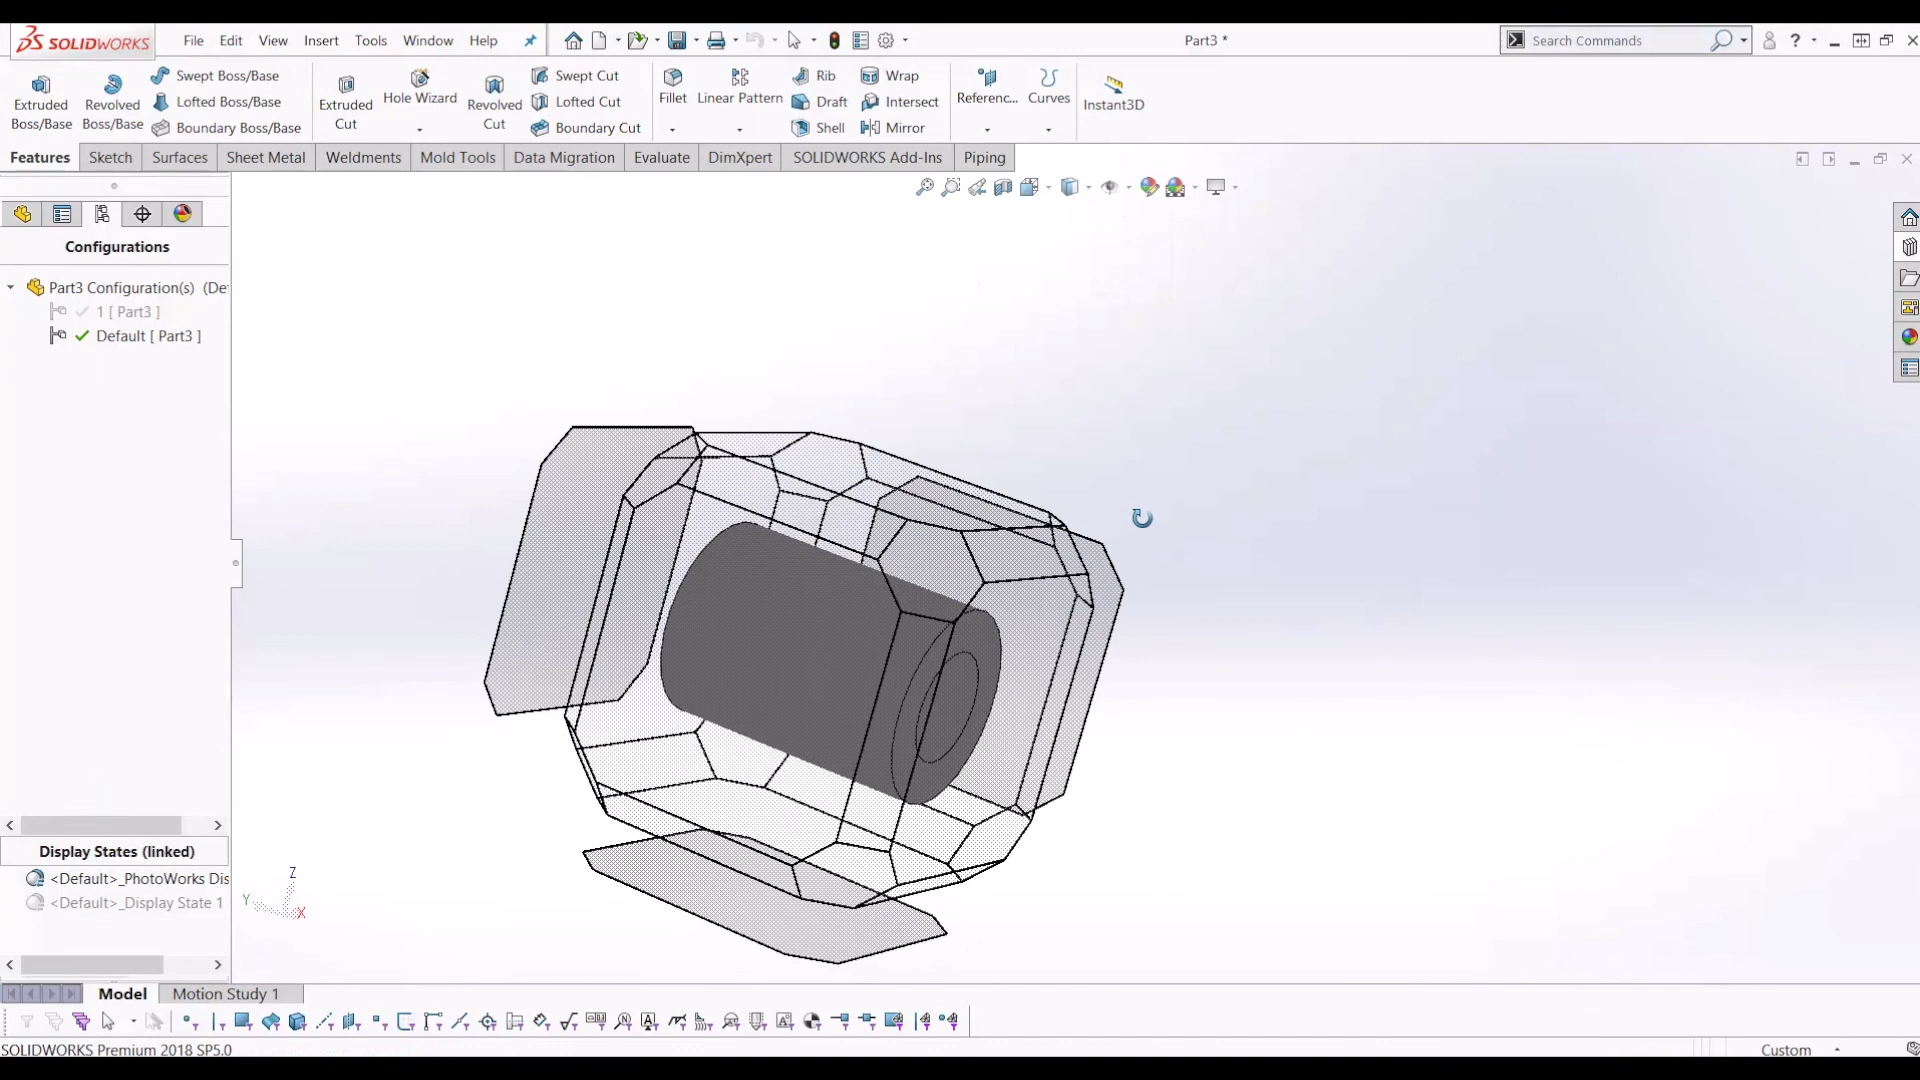 SOLIDWORKS File Edit View Insert Tools Window Help Part3 * Search Commands ?
Extruded Boss/Base
Revolved Boss/Base
Swept Boss/Base
Lofted Boss/Base
Boundary Boss/Base
Extruded Cut
Hole Wizard
Revolved Cut
Swept Cut
Lofted Cut
Boundary Cut
Fillet
Linear Pattern
Rib
Draft
Shell
Wrap
Intersect
Mirror
Referenc...
Curves
Instant3D
Features Sketch Surfaces Sheet Metal Weldments Mold Tools Data Migration Evaluate DimXpert SOLIDWORKS Add-Ins Piping
Configurations
Part3 Configuration(s) (De
1 [ Part3 ]
Default [ Part3 ]
Display States (linked)
<Default>_PhotoWorks Dis
<Default>_Display State 1
Z
Y
X
Model Motion Study 1
SOLIDWORKS Premium 2018 SP5.0 Custom